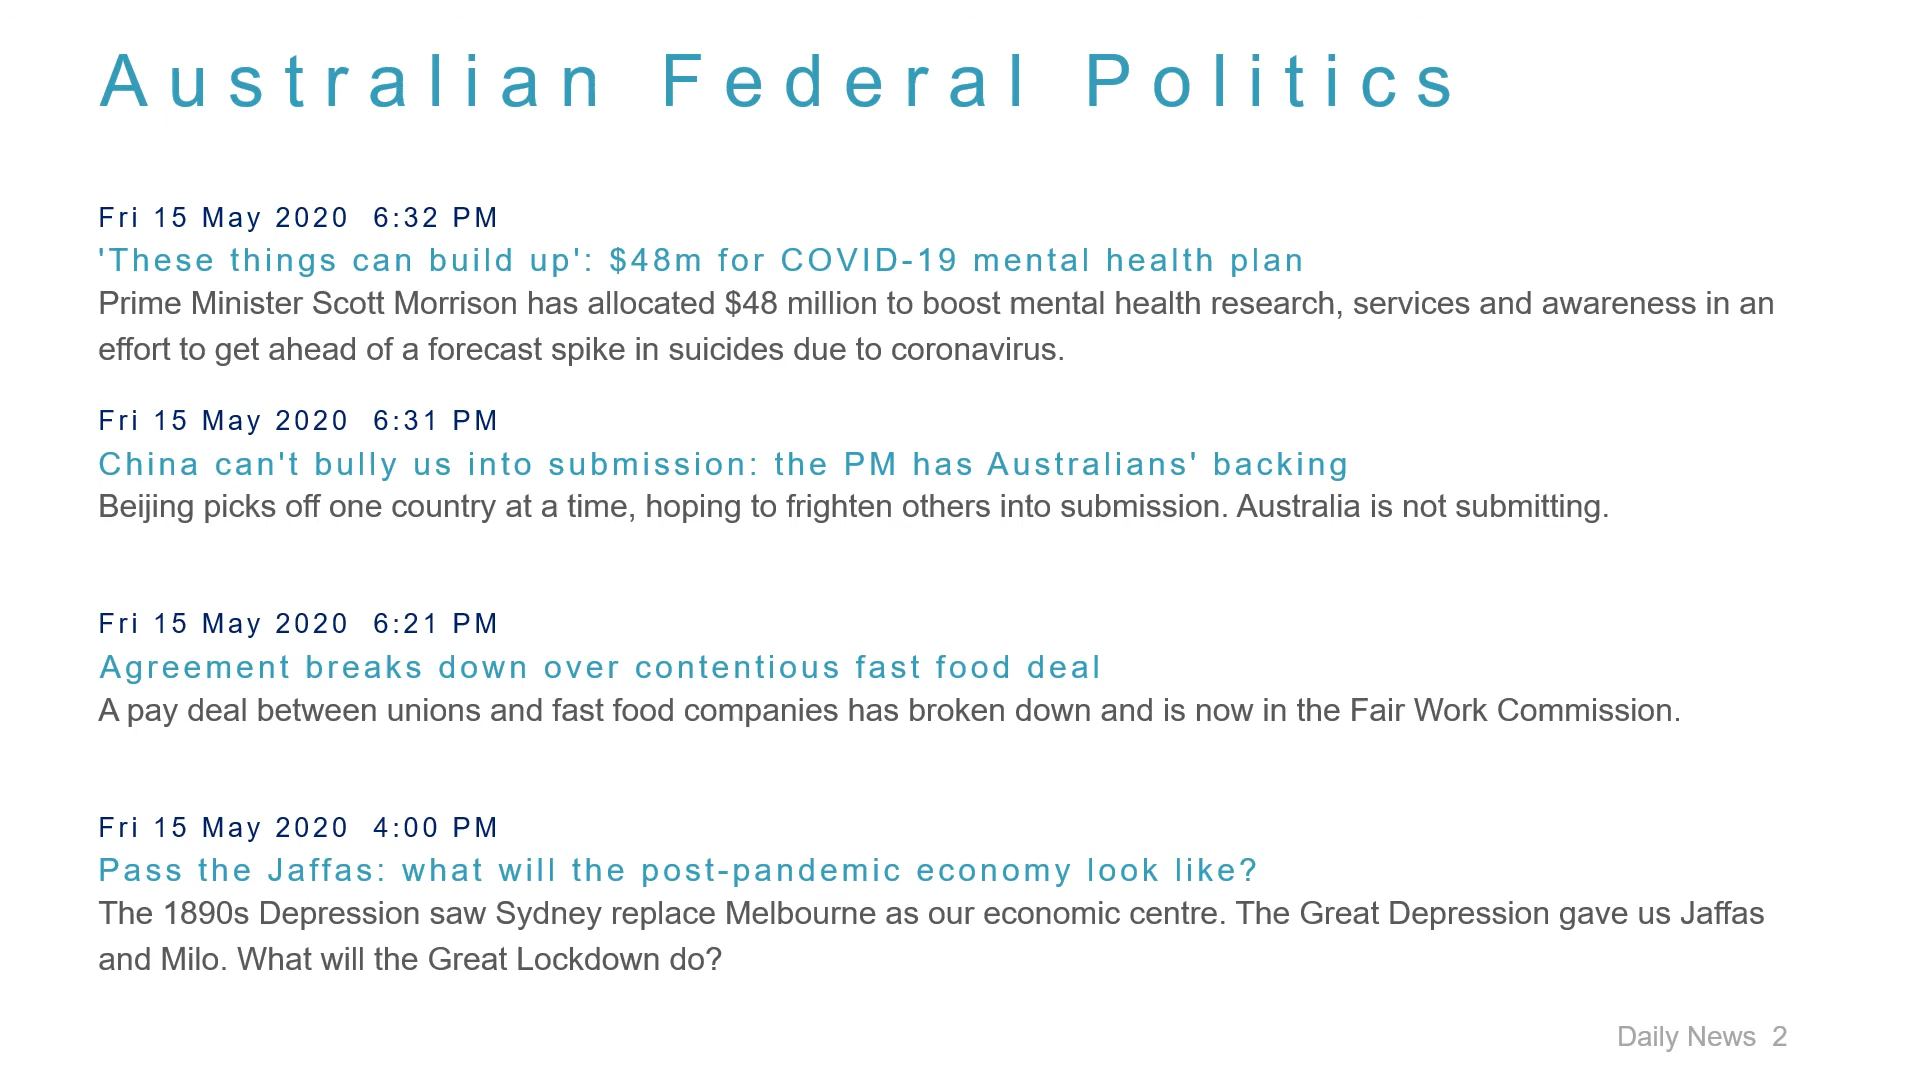 Australian Federal Politics
Fri 15 May 2020 6:32 PM
'These things can build up': $48m for COVID-19 mental health plan
Prime Minister Scott Morrison has allocated $48 million to boost mental health research, services and awareness in an
effort to get ahead of a forecast spike in suicides due to coronavirus.
Fri 15 May 2020 6:31 PM
China can't bully us into submission: the PM has Australians' backing
Beijing picks off one country at a time, hoping to frighten others into submission. Australia is not submitting.
Fri 15 May 2020 6:21 PM
Agreement breaks down over contentious fast food deal
A pay deal between unions and fast food companies has broken down and is now in the Fair Work Commission.
Fri 15 May 2020 4:00 PM
Pass the Jaffas: what will the post-pandemic economy look like?
The 1890s Depression saw Sydney replace Melbourne as our economic centre. The Great Depression gave us Jaffas
and Milo. What will the Great Lockdown do?
Daily News 2